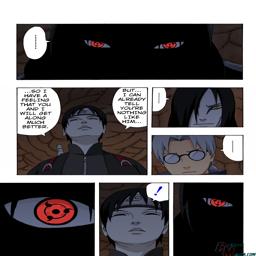 ..........
..........
BUT...
I CAN
ALREADY
TELL
YOU'RE
NOTHING
LIKE
HIM...
...SO I
HAVE A
FEELING
THAT YOU
AND I
WILL GET
ALONG
MUCH
BETTER.
!